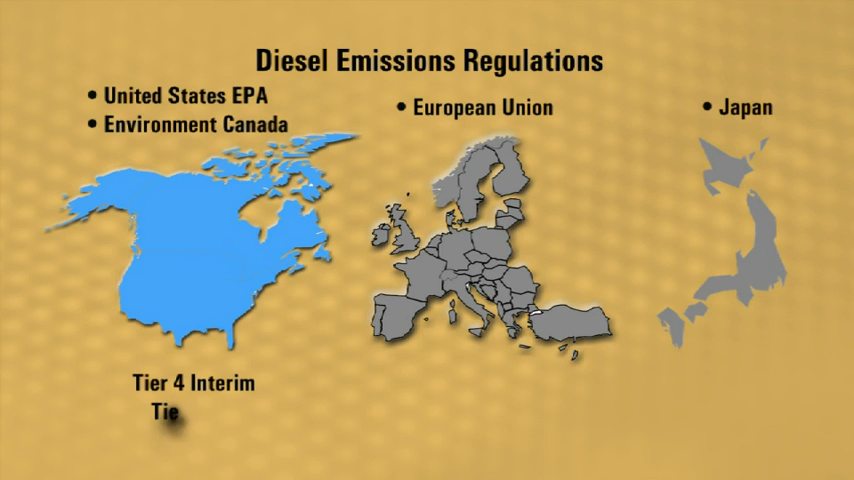 Diesel Emissions Regulations
• United States EPA
• Environment Canada
• European Union
• Japan
Tier 4 Interim
Tie